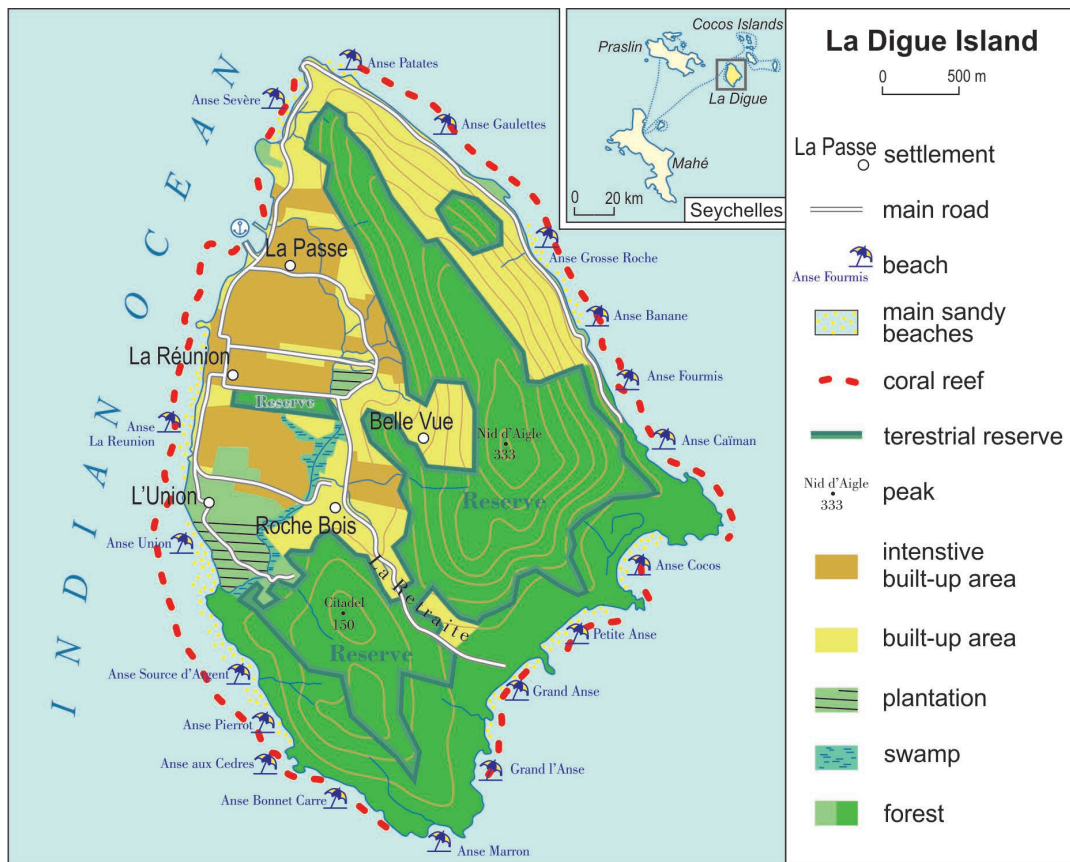 INDIAN OCEAN
Anse Patates
Anse Sevère
Anse Gaulettes
La Passe
Anse Grosse Roche
Anse Banane
La Réunion
Reserve
Anse Fourmis
Anse
La Reunion
Belle Vue
Nid d'Aigle
333
Anse Caïman
Reserve
L'Union
Roche Bois
Anse Union
La Retraite
Anse Cocos
Citadel
150
Petite Anse
Reserve
Anse Source d'Argent
Grand Anse
Anse Pierrot
Anse aux Cedres
Grand l'Anse
Anse Bonnet Carre
Anse Marron
Cocos Islands
Praslin
La Digue
Mahé
0 20 km
Seychelles
La Digue Island
0 500 m
La Passe
settlement
main road
Anse Fourmis
beach
main sandy
beaches
coral reef
terestrial reserve
Nid d'Aigle
333
peak
intenstive
built-up area
built-up area
plantation
swamp
forest